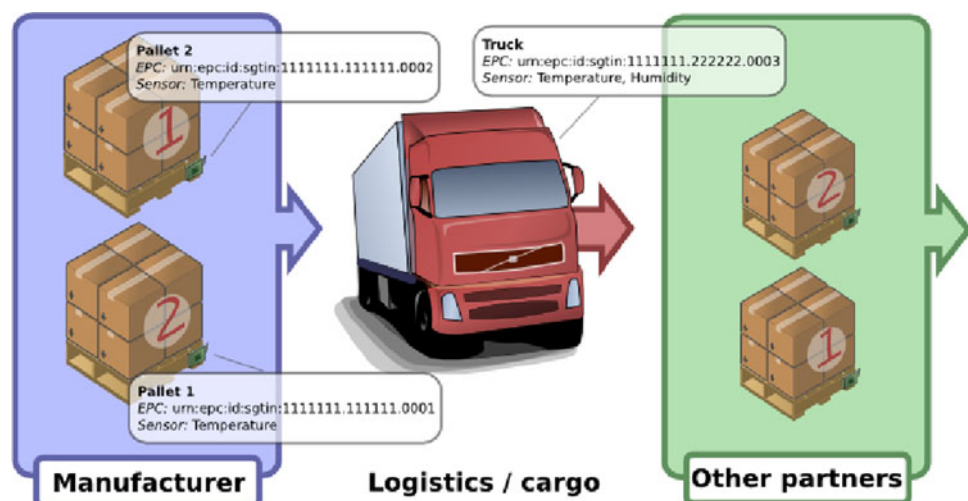 Pallet 2
EPC: urn:epc:id:sgtin:1111111.111111.0002
Sensor: Temperature
1
Truck
EPC: urn:epc:id:sgtin:1111111.222222.0003
Sensor: Temperature, Humidity
2
2
1
Pallet 1
EPC: urn:epc:id:sgtin:1111111.111111.0001
Sensor: Temperature
Manufacturer
Logistics / cargo
Other partners